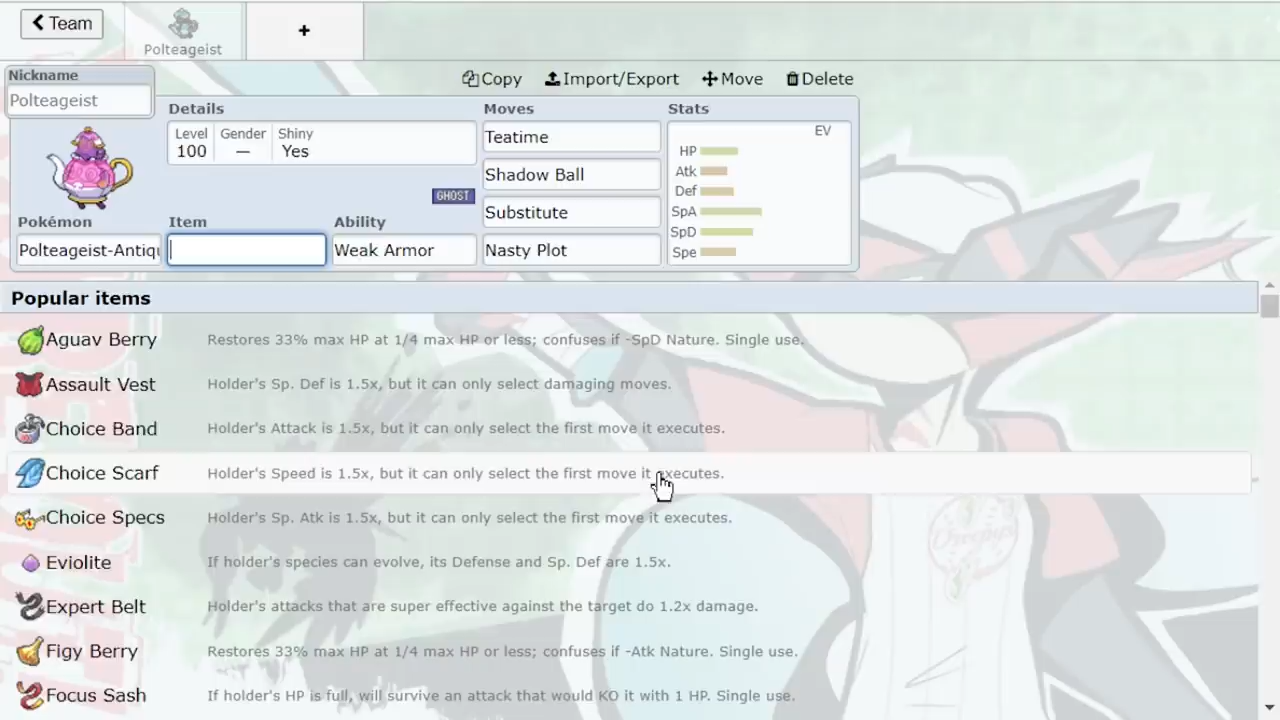 Team
Polteageist
+
Nickname
Polteageist
Copy
Import/Export
Move
Delete
Details
Moves
Stats
Level
Gender
Shiny
100
—
Yes
GHOST
Pokémon
Item
Ability
Polteageist-Antiqu
Weak Armor
Teatime
Shadow Ball
Substitute
Nasty Plot
EV
HP
Atk
Def
SpA
SpD
Spe
Popular items
Aguav Berry Restores 33% max HP at 1/4 max HP or less; confuses if -SpD Nature. Single use.
Assault Vest Holder's Sp. Def is 1.5x, but it can only select damaging moves.
Choice Band Holder's Attack is 1.5x, but it can only select the first move it executes.
Choice Scarf Holder's Speed is 1.5x, but it can only select the first move it executes.
Choice Specs Holder's Sp. Atk is 1.5x, but it can only select the first move it executes.
Eviolite If holder's species can evolve, its Defense and Sp. Def are 1.5x.
Expert Belt Holder's attacks that are super effective against the target do 1.2x damage.
Figy Berry Restores 33% max HP at 1/4 max HP or less; confuses if -Atk Nature. Single use.
Focus Sash If holder's HP is full, will survive an attack that would KO it with 1 HP. Single use.